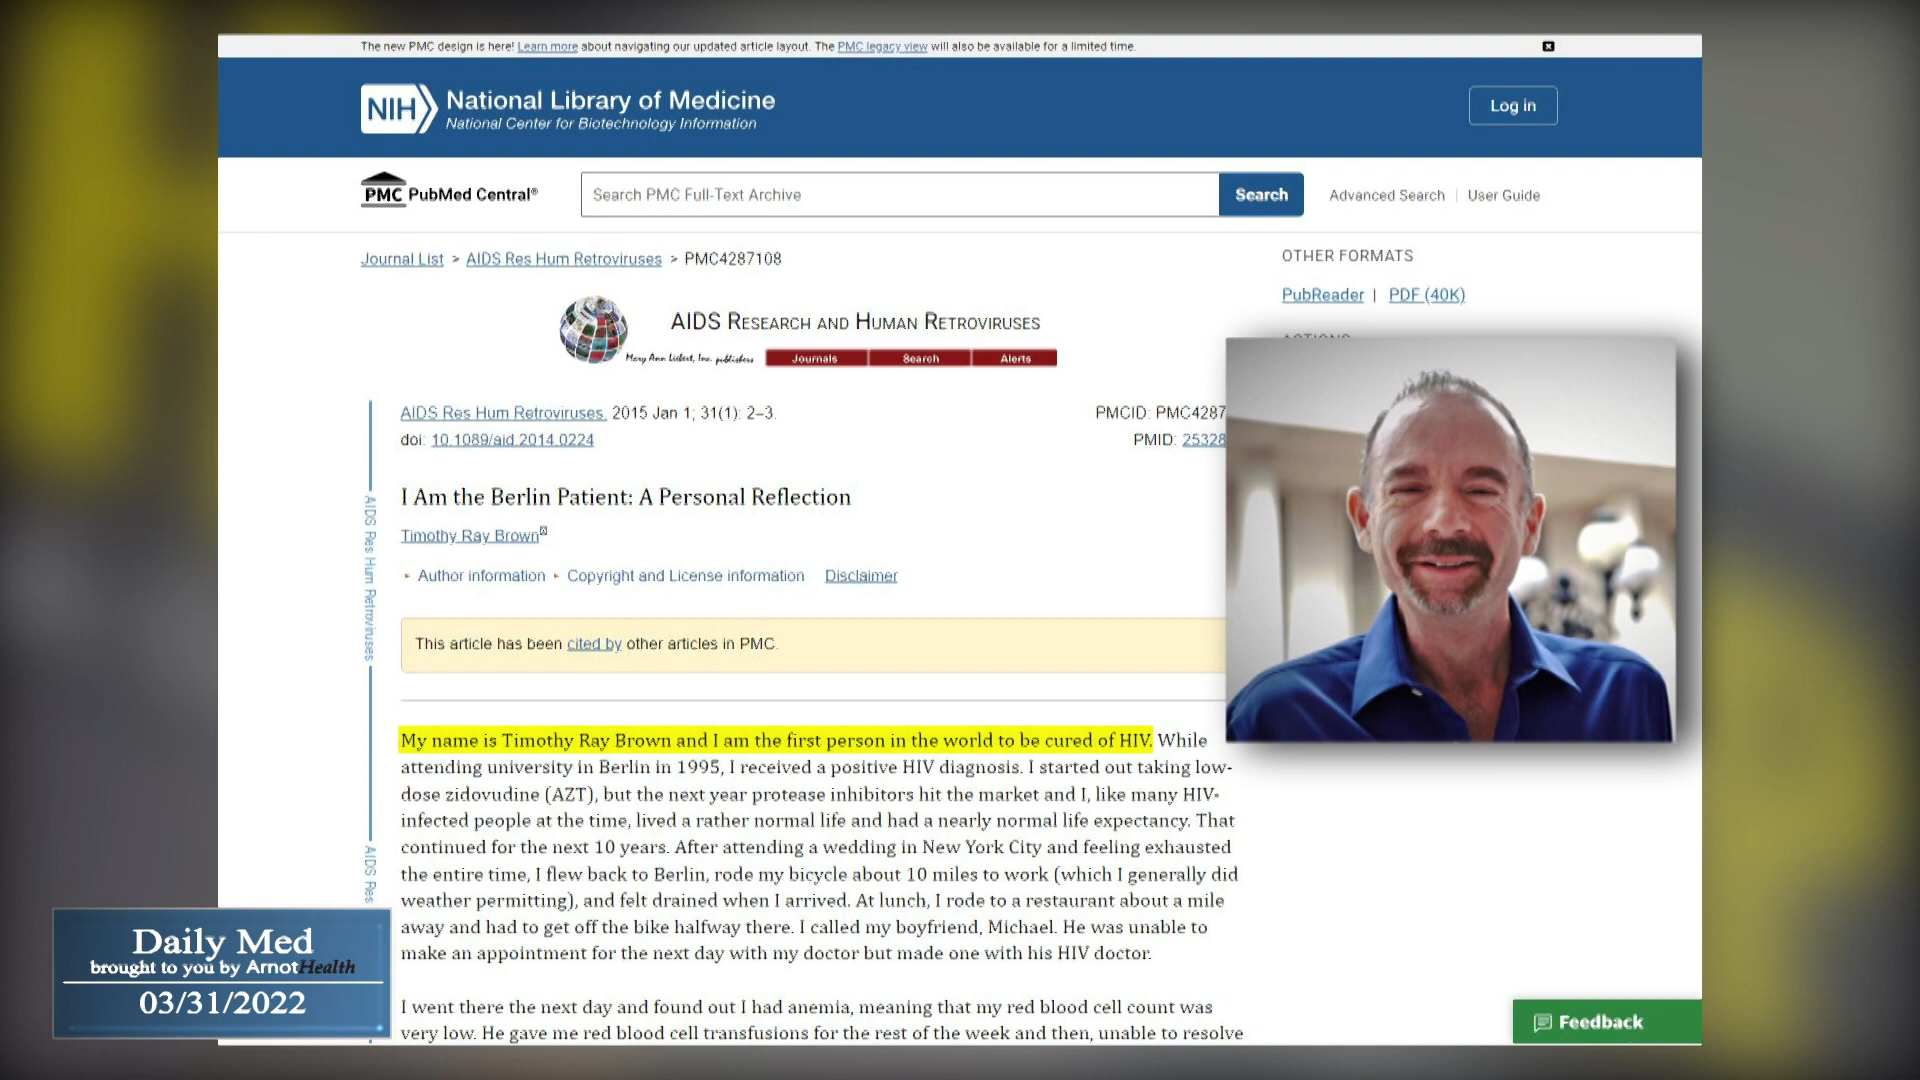 The new PMC design is here! Learn more about navigating our updated article layout. The PMC legacy view will also be available for a limited time.
NIH National Library of Medicine
National Center for Biotechnology Information
Log in
PMC PubMed Central®
Search PMC Full-Text Archive
Search
Advanced Search | User Guide
Journal List > AIDS Res Hum Retroviruses > PMC4287108
OTHER FORMATS
PubReader | PDF (40K)
ACTIONS
AIDS RESEARCH AND HUMAN RETROVIRUSES
Mary Ann Liebert, Inc. publishers
Journals Search Alerts
AIDS Res Hum Retroviruses. 2015 Jan 1; 31(1): 2–3.
PMCID: PMC4287
doi: 10.1089/aid.2014.0224
PMID: 25328
I Am the Berlin Patient: A Personal Reflection
Timothy Ray Brown
▸ Author information ▸ Copyright and License information Disclaimer
This article has been cited by other articles in PMC.
AIDS Res Hum Retroviruses
AIDS Res
My name is Timothy Ray Brown and I am the first person in the world to be cured of HIV. While
attending university in Berlin in 1995, I received a positive HIV diagnosis. I started out taking low-
dose zidovudine (AZT), but the next year protease inhibitors hit the market and I, like many HIV-
infected people at the time, lived a rather normal life and had a nearly normal life expectancy. That
continued for the next 10 years. After attending a wedding in New York City and feeling exhausted
the entire time, I flew back to Berlin, rode my bicycle about 10 miles to work (which I generally did
weather permitting), and felt drained when I arrived. At lunch, I rode to a restaurant about a mile
away and had to get off the bike halfway there. I called my boyfriend, Michael. He was unable to
make an appointment for the next day with my doctor but made one with his HIV doctor.
I went there the next day and found out I had anemia, meaning that my red blood cell count was
very low. He gave me red blood cell transfusions for the rest of the week and then, unable to resolve
Daily Med
brought to you by ArnotHealth
03/31/2022
Feedback